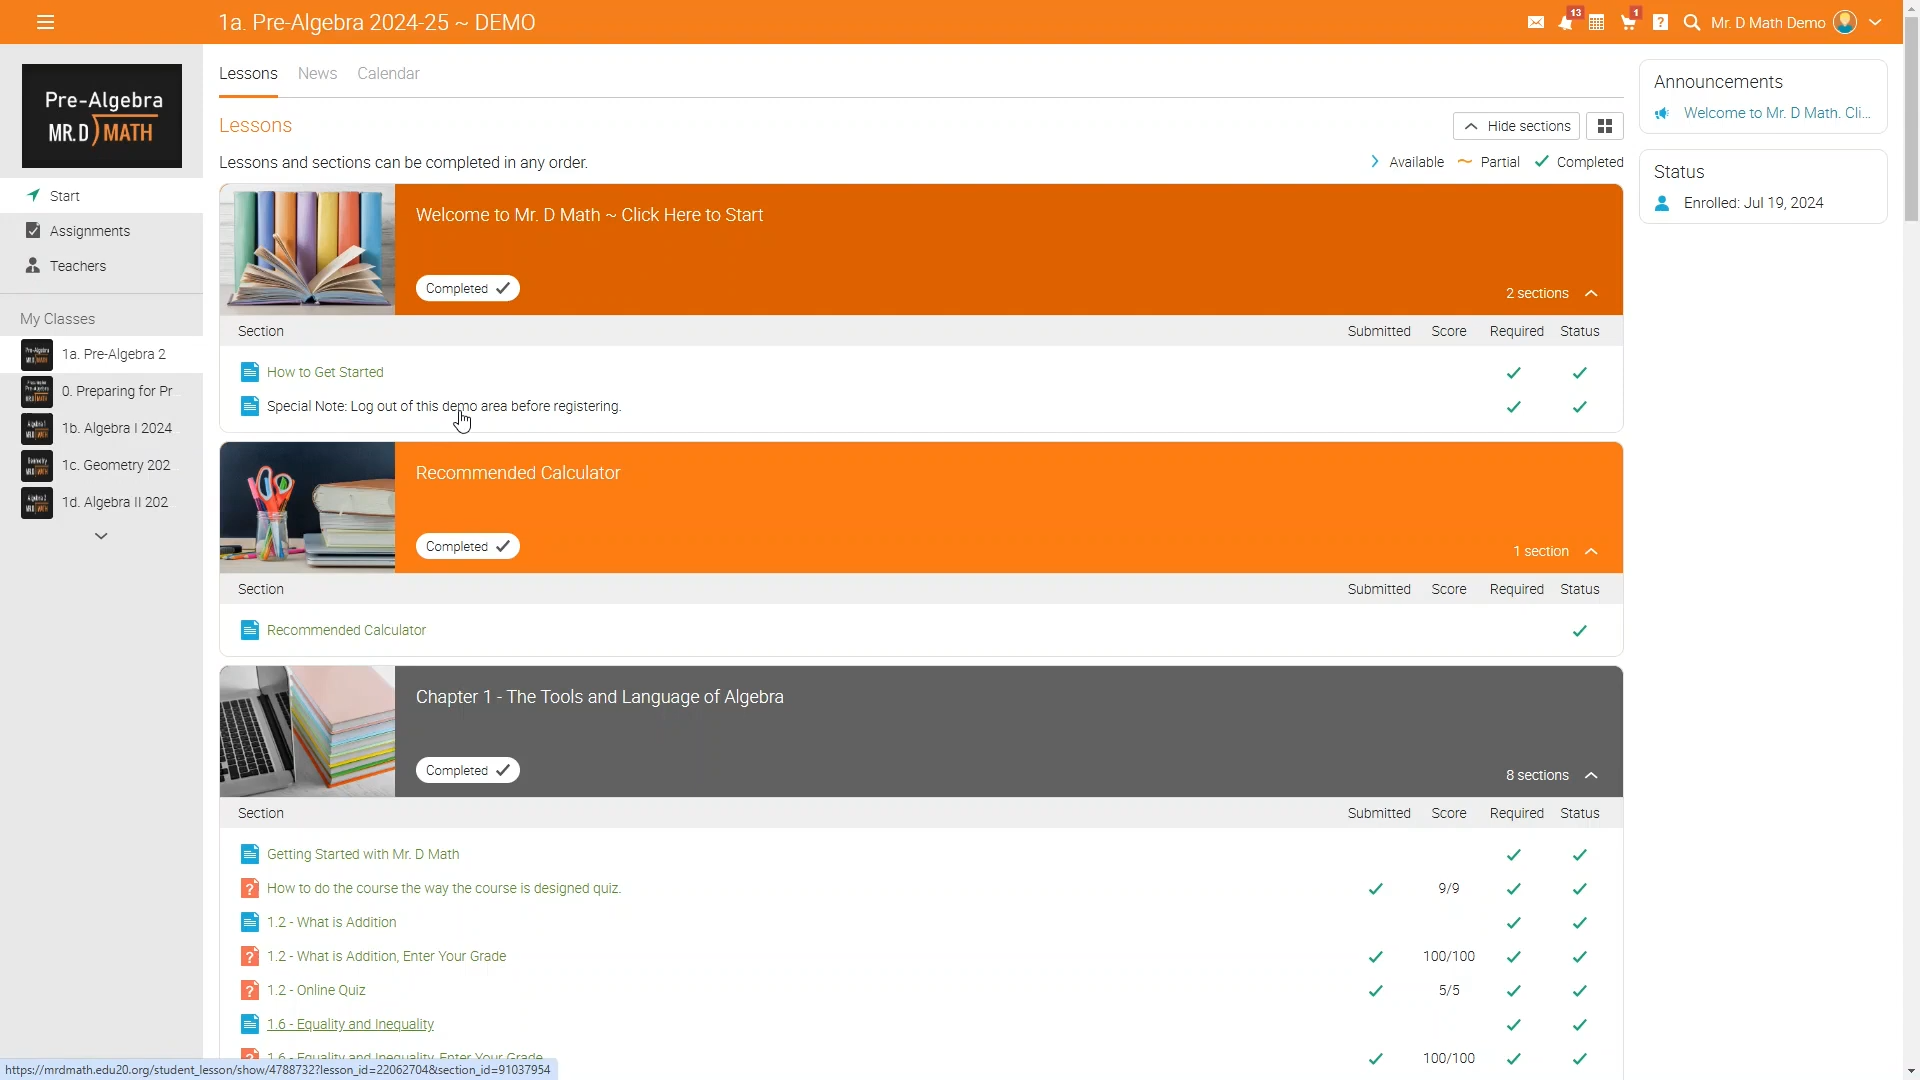 1a. Pre-Algebra 2024-25 ~ DEMO
13
1
?
Mr. D Math Demo
Pre-Algebra
MR.D MATH
Start
Assignments
Teachers
My Classes
1a. Pre-Algebra 2
0. Preparing for Pr
1b. Algebra I 2024
1c. Geometry 202
1d. Algebra II 202
Lessons News Calendar
Lessons
Hide sections
Lessons and sections can be completed in any order.
Available Partial Completed
Welcome to Mr. D Math ~ Click Here to Start
Completed
2 sections
Section Submitted Score Required Status
How to Get Started
Special Note: Log out of this demo area before registering.
Recommended Calculator
Completed
1 section
Section Submitted Score Required Status
Recommended Calculator
Chapter 1 - The Tools and Language of Algebra
Completed
8 sections
Section Submitted Score Required Status
Getting Started with Mr. D Math
How to do the course the way the course is designed quiz. 9/9
1.2 - What is Addition
1.2 - What is Addition, Enter Your Grade 100/100
1.2 - Online Quiz 5/5
1.6 - Equality and Inequality
1.6 - Equality and Inequality, Enter Your Grade 100/100
https://mrdmath.edu20.org/student_lesson/show/4788732?lesson_id=22062704&section_id=91037954
Announcements
Welcome to Mr. D Math. Cli...
Status
Enrolled: Jul 19, 2024